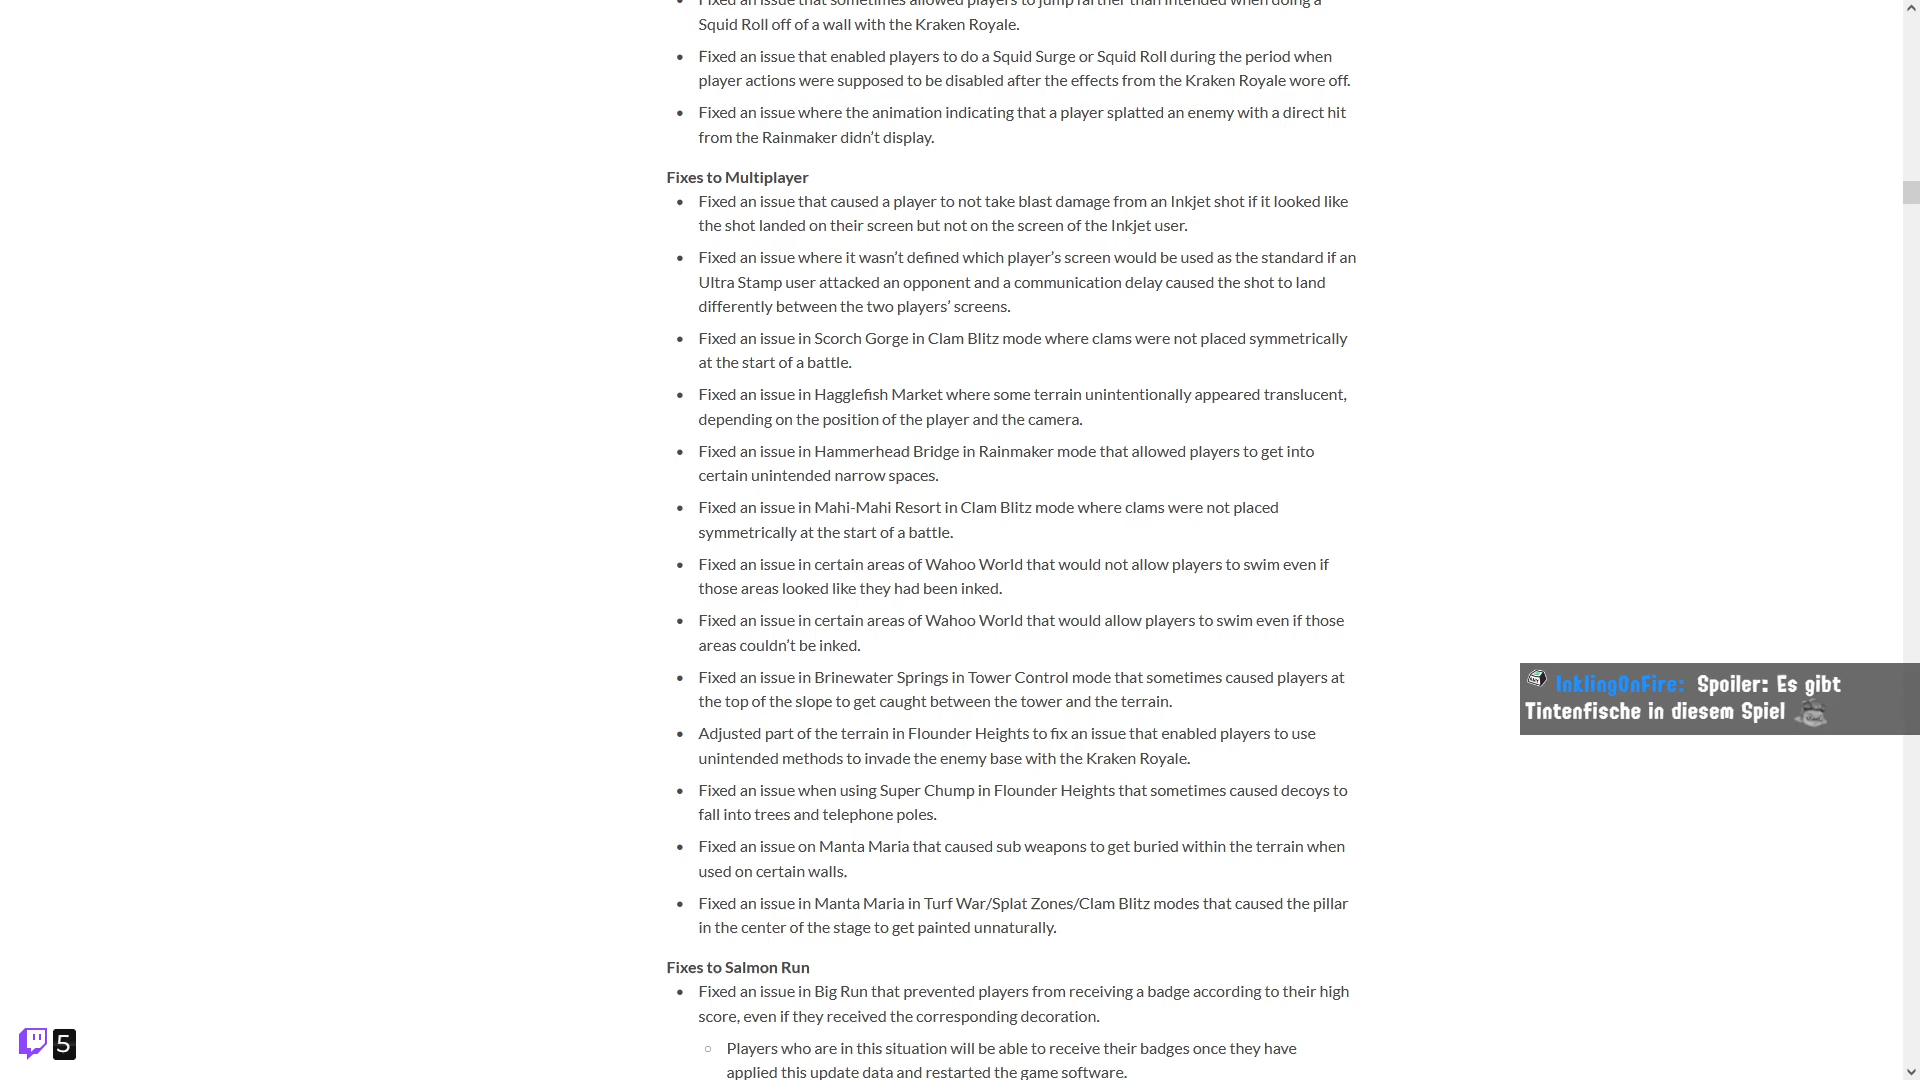 Fixed an issue that sometimes allowed players to jump farther than intended when doing a
Squid Roll off of a wall with the Kraken Royale.
Fixed an issue that enabled players to do a Squid Surge or Squid Roll during the period when
player actions were supposed to be disabled after the effects from the Kraken Royale wore off.
Fixed an issue where the animation indicating that a player splatted an enemy with a direct hit
from the Rainmaker didn’t display.
Fixes to Multiplayer
Fixed an issue that caused a player to not take blast damage from an Inkjet shot if it looked like
the shot landed on their screen but not on the screen of the Inkjet user.
Fixed an issue where it wasn’t defined which player’s screen would be used as the standard if an
Ultra Stamp user attacked an opponent and a communication delay caused the shot to land
differently between the two players’ screens.
Fixed an issue in Scorch Gorge in Clam Blitz mode where clams were not placed symmetrically
at the start of a battle.
Fixed an issue in Hagglefish Market where some terrain unintentionally appeared translucent,
depending on the position of the player and the camera.
Fixed an issue in Hammerhead Bridge in Rainmaker mode that allowed players to get into
certain unintended narrow spaces.
Fixed an issue in Mahi-Mahi Resort in Clam Blitz mode where clams were not placed
symmetrically at the start of a battle.
Fixed an issue in certain areas of Wahoo World that would not allow players to swim even if
those areas looked like they had been inked.
Fixed an issue in certain areas of Wahoo World that would allow players to swim even if those
areas couldn’t be inked.
Fixed an issue in Brinewater Springs in Tower Control mode that sometimes caused players at
the top of the slope to get caught between the tower and the terrain.
Adjusted part of the terrain in Flounder Heights to fix an issue that enabled players to use
unintended methods to invade the enemy base with the Kraken Royale.
Fixed an issue when using Super Chump in Flounder Heights that sometimes caused decoys to
fall into trees and telephone poles.
Fixed an issue on Manta Maria that caused sub weapons to get buried within the terrain when
used on certain walls.
Fixed an issue in Manta Maria in Turf War/Splat Zones/Clam Blitz modes that caused the pillar
in the center of the stage to get painted unnaturally.
Fixes to Salmon Run
Fixed an issue in Big Run that prevented players from receiving a badge according to their high
score, even if they received the corresponding decoration.
Players who are in this situation will be able to receive their badges once they have
applied this update data and restarted the game software.
InklingOnFire: Spoiler: Es gibt
Tintenfische in diesem Spiel
5